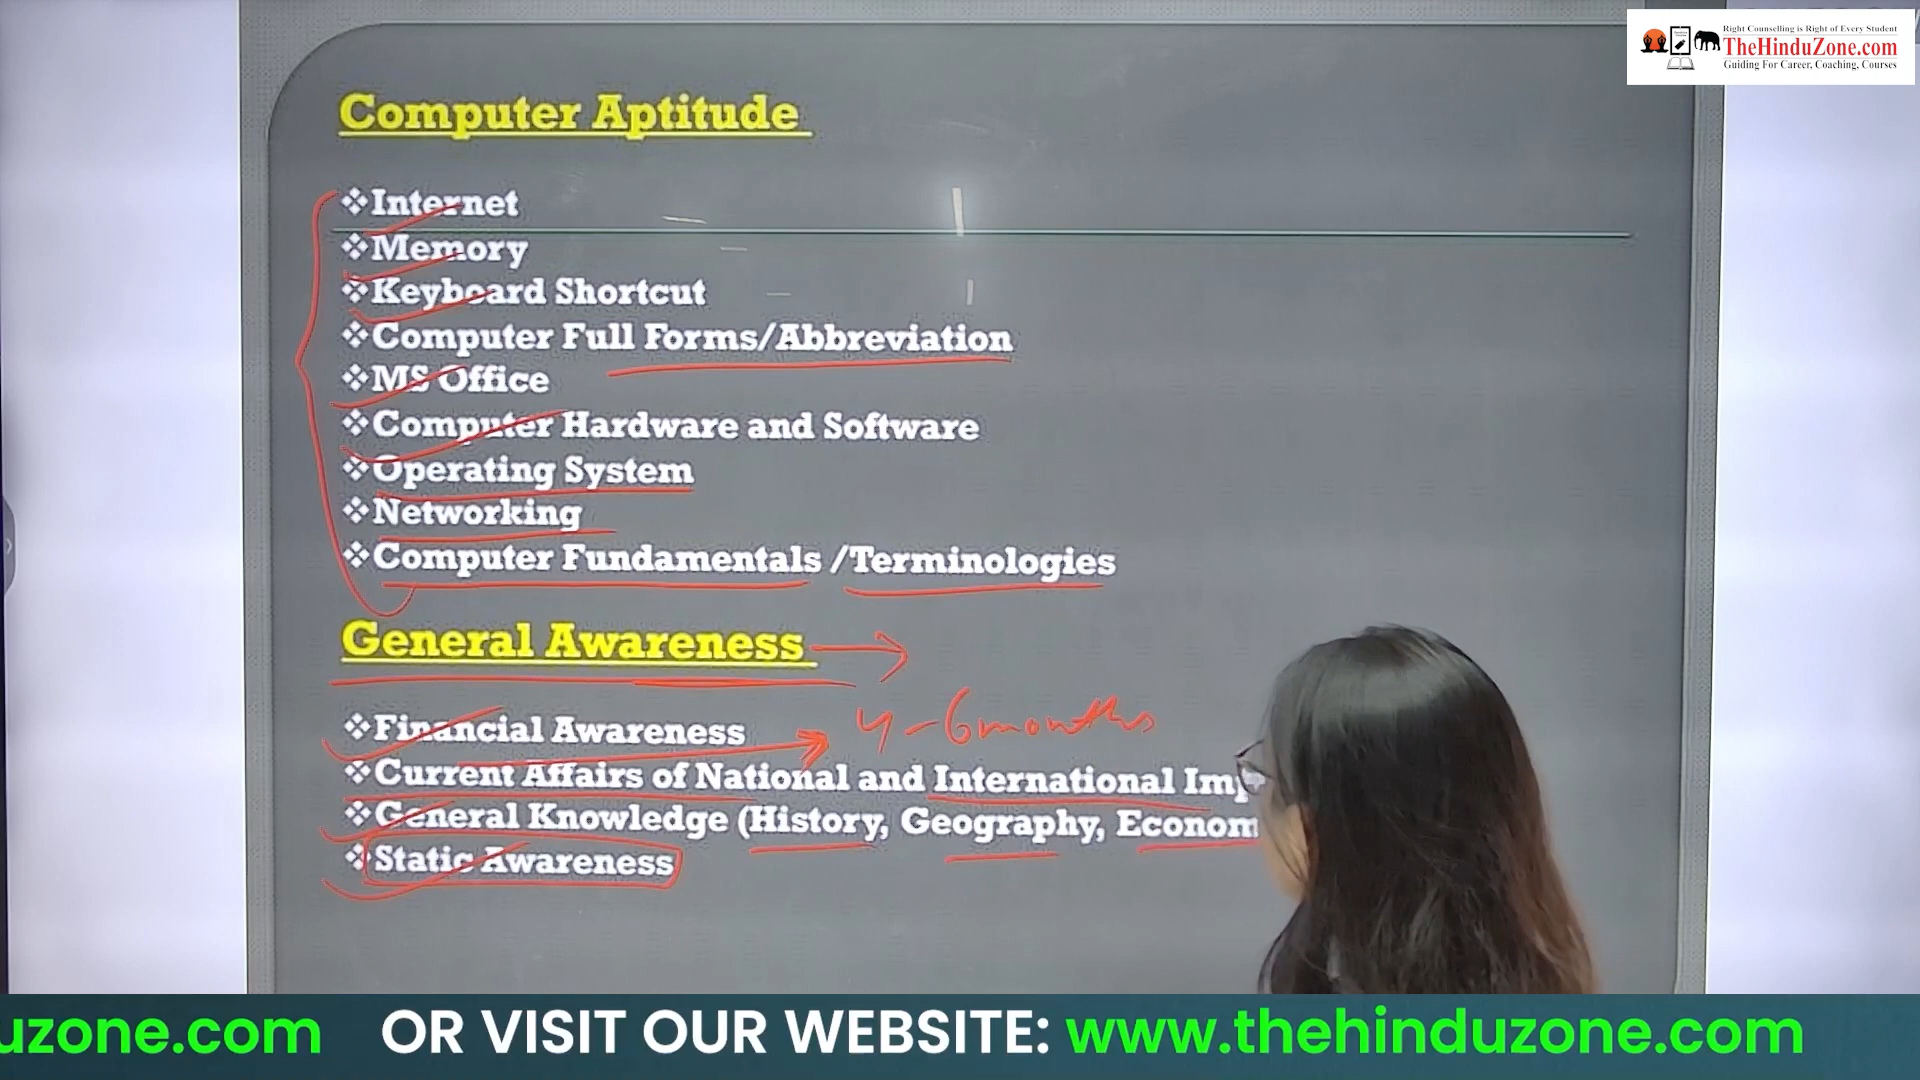 Right Counselling is Right of Every Student
TheHinduZone.com
Guiding For Career, Coaching, Courses
Computer Aptitude
❖Internet
❖Memory
❖Keyboard Shortcut
❖Computer Full Forms/Abbreviation
❖MS Office
❖Computer Hardware and Software
❖Operating System
❖Networking
❖Computer Fundamentals /Terminologies
General Awareness
❖Financial Awareness
4-6 months
❖Current Affairs of National and International
❖General Knowledge (History, Geography,
❖Static Awareness
uzone.com OR VISIT OUR WEBSITE: www.thehinduzone.com